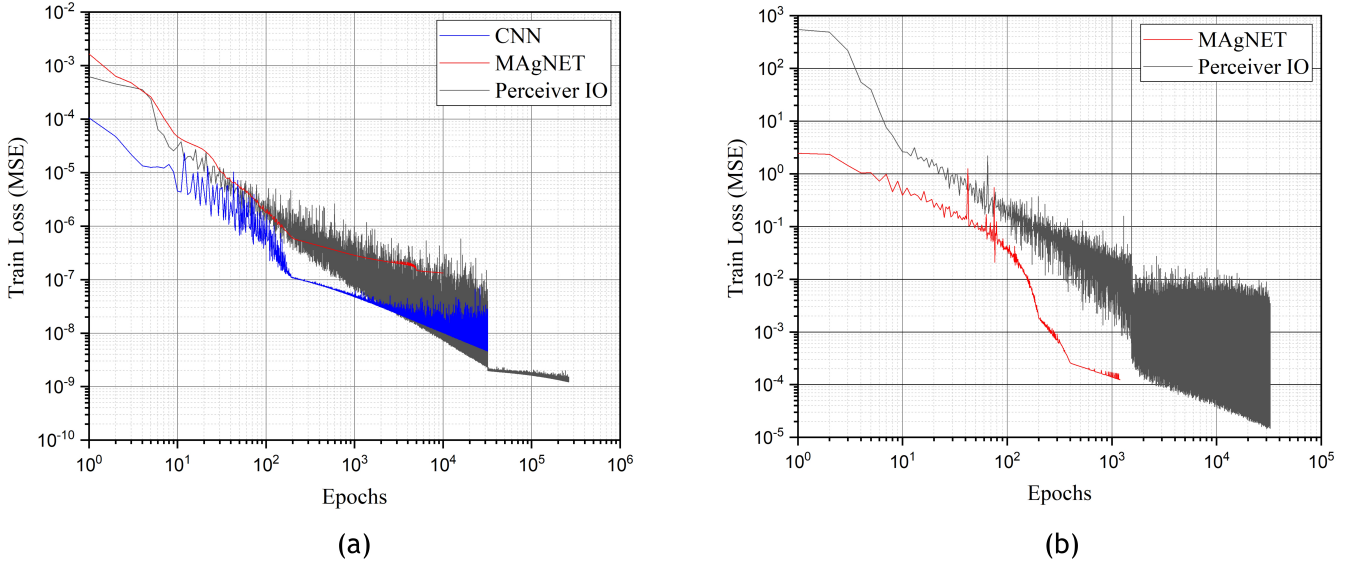 10^-2
10^-3
10^-4
10^-5
10^-6
10^-7
10^-8
10^-9
10^-10
Train Loss (MSE)
CNN
MAgNET
Perceiver IO
10^0 10^1 10^2 10^3 10^4 10^5 10^6
Epochs
(a)
10^3
10^2
10^1
10^0
10^-1
10^-2
10^-3
10^-4
10^-5
Train Loss (MSE)
MAgNET
Perceiver IO
10^0 10^1 10^2 10^3 10^4 10^5
Epochs
(b)